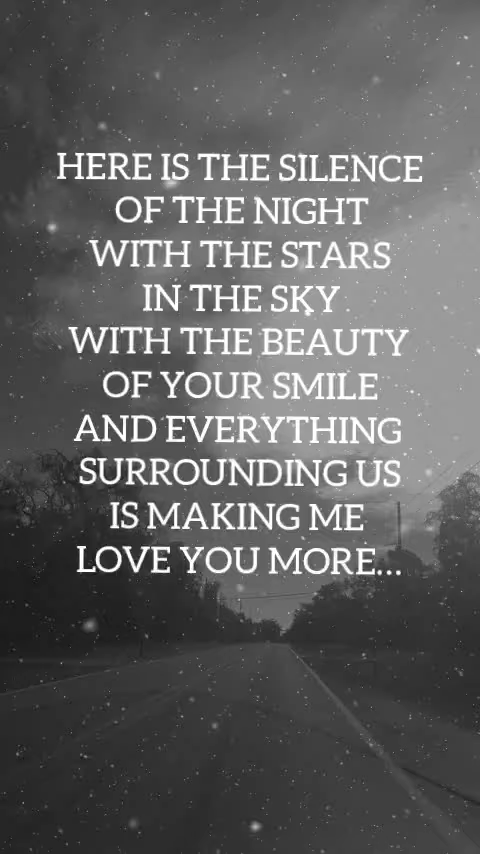 HERE IS THE SILENCE
OF THE NIGHT
WITH THE STARS
IN THE SKY
WITH THE BEAUTY
OF YOUR SMILE
AND EVERYTHING
SURROUNDING US
IS MAKING ME
LOVE YOU MORE...